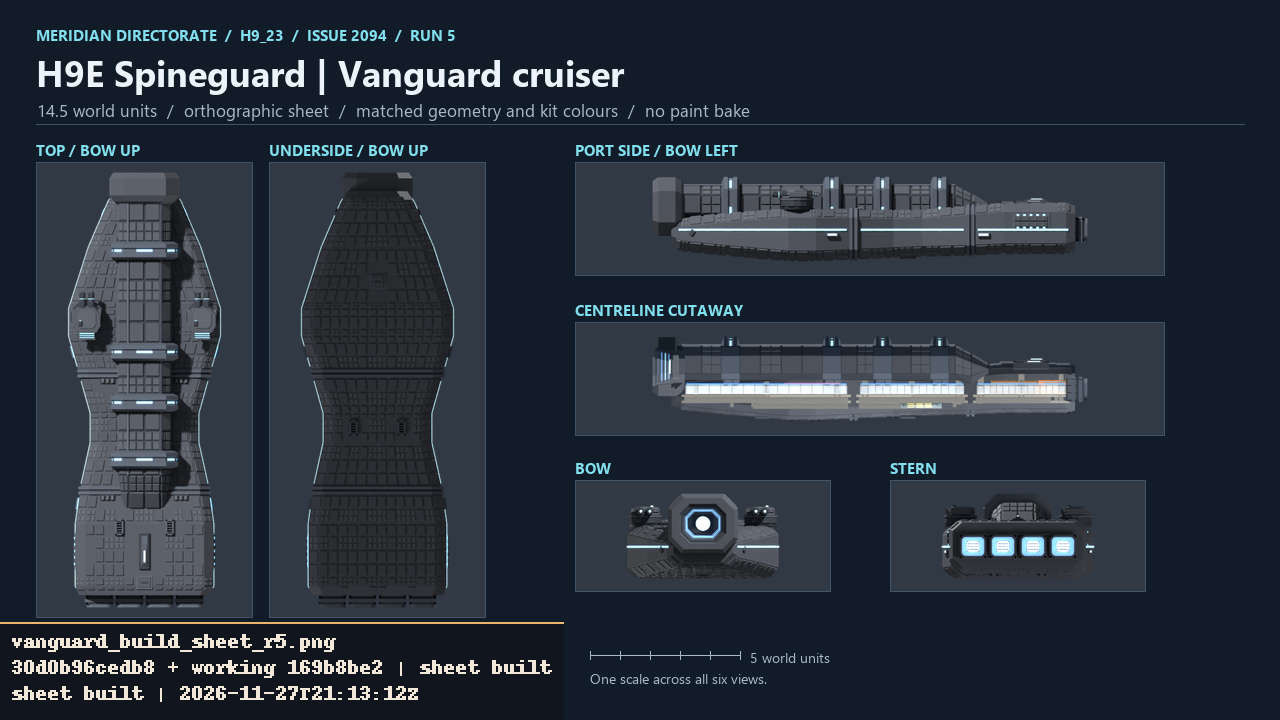 MERIDIAN DIRECTORATE / H9_23 / ISSUE 2094 / RUN 5
H9E Spineguard | Vanguard cruiser
14.5 world units / orthographic sheet / matched geometry and kit colours / no paint bake
TOP / BOW UP
UNDERSIDE / BOW UP
PORT SIDE / BOW LEFT
CENTRELINE CUTAWAY
BOW
STERN
vanguard_build_sheet_r5.png
30d0b96cedb8 + working 169b8be2 | sheet built
sheet built | 2026-11-27T21:13:12z
5 world units
One scale across all six views.